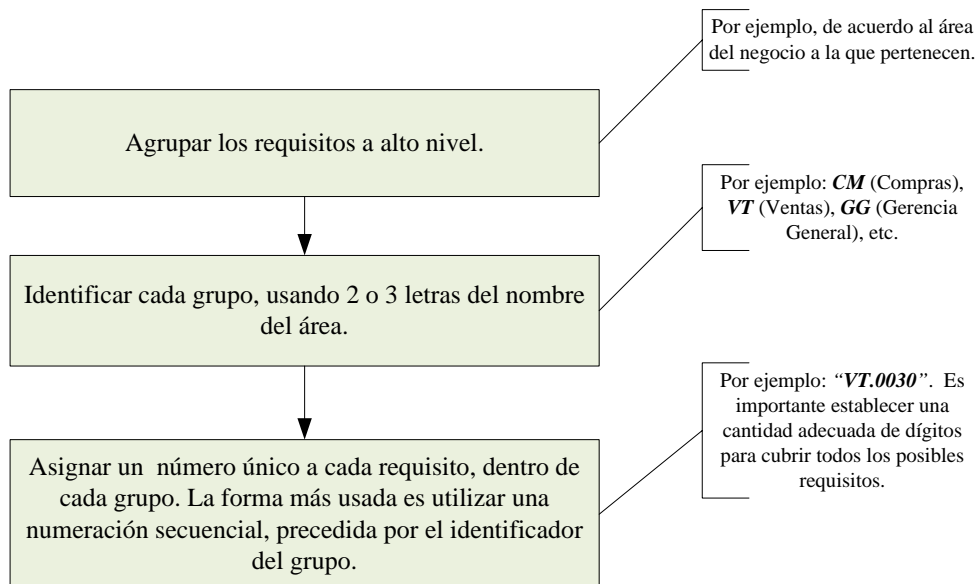 Por ejemplo, de acuerdo al área
del negocio a la que pertenecen.
Agrupar los requisitos a alto nivel.
Por ejemplo: CM (Compras),
VT (Ventas), GG (Gerencia
General), etc.
Identificar cada grupo, usando 2 o 3 letras del nombre
del área.
Por ejemplo: “VT.0030”. Es
importante establecer una
cantidad adecuada de dígitos
para cubrir todos los posibles
requisitos.
Asignar un número único a cada requisito, dentro de
cada grupo. La forma más usada es utilizar una
numeración secuencial, precedida por el identificador
del grupo.